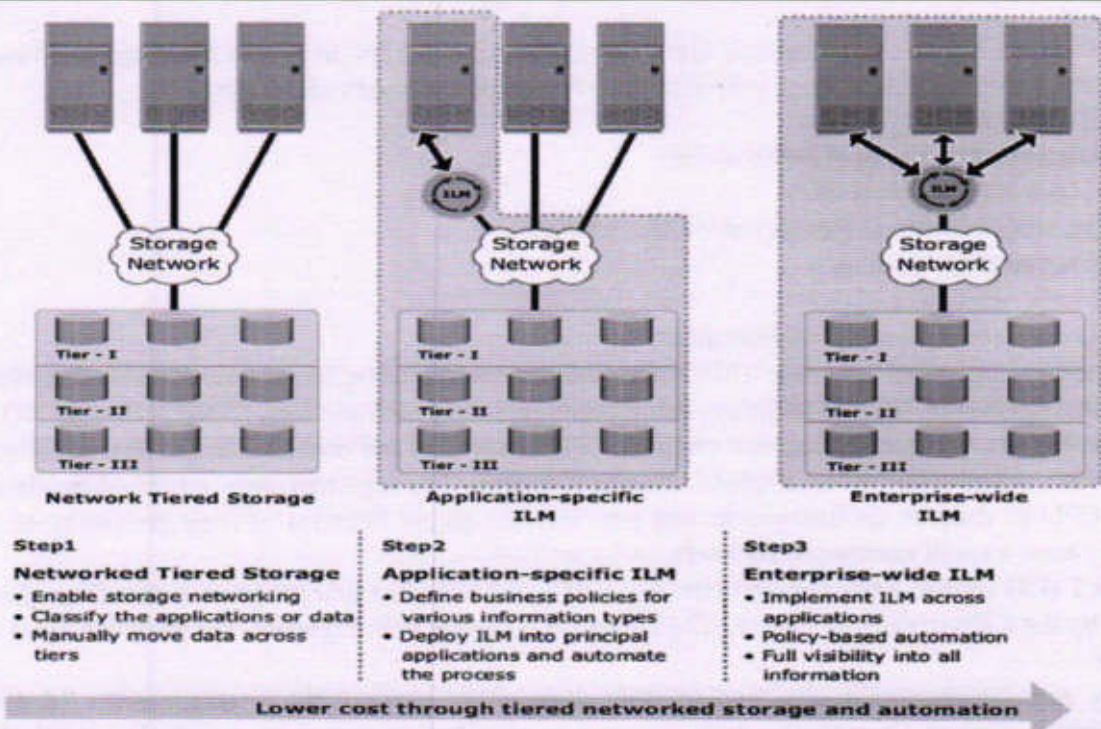 ILM
ILM
Storage
Network
Storage
Network
Storage
Network
Tier - I
Tier - II
Tier - III
Tier - I
Tier - II
Tier - III
Tier - I
Tier - II
Tier - III
Network Tiered Storage
Application-specific
ILM
Enterprise-wide
ILM
Step1
Networked Tiered Storage
• Enable storage networking
• Classify the applications or data
• Manually move data across
tiers
Step2
Application-specific ILM
• Define business policies for
various information types
• Deploy ILM into principal
applications and automate
the process
Step3
Enterprise-wide ILM
• Implement ILM across
applications
• Policy-based automation
• Full visibility into all
information
Lower cost through tiered networked storage and automation